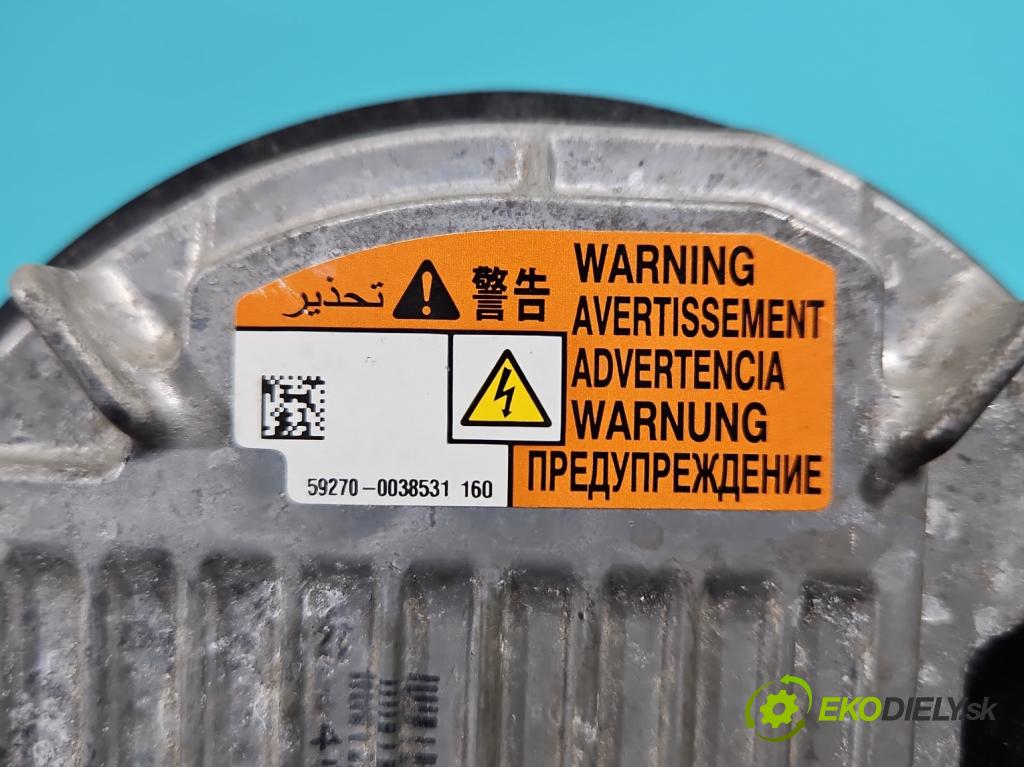 تحذير
警告
WARNING
AVERTISSEMENT
ADVERTENCIA
WARNUNG
ПРЕДУПРЕЖДЕНИЕ
59270-0038531 160
EKODIELY.sk